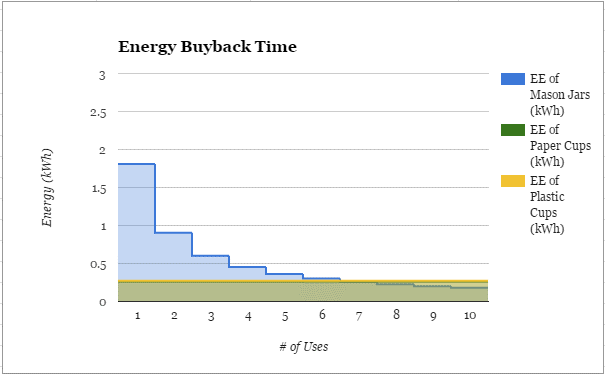 Energy Buyback Time
3
2.5
2
1.5
1
0.5
0
Energy (kWh)
1 2 3 4 5 6 7 8 9 10
# of Uses
EE of
Mason Jars
(kWh)
EE of
Paper Cups
(kWh)
EE of
Plastic
Cups
(kWh)